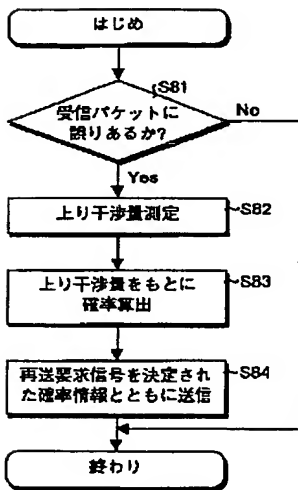 はじめ
S81
受信パケットに
誤りあるか?
No
Yes
上り干渉量測定
S82
上り干渉量をもとに
確率算出
S83
再送要求信号を決定され
た確率情報とともに送信
S84
終わり